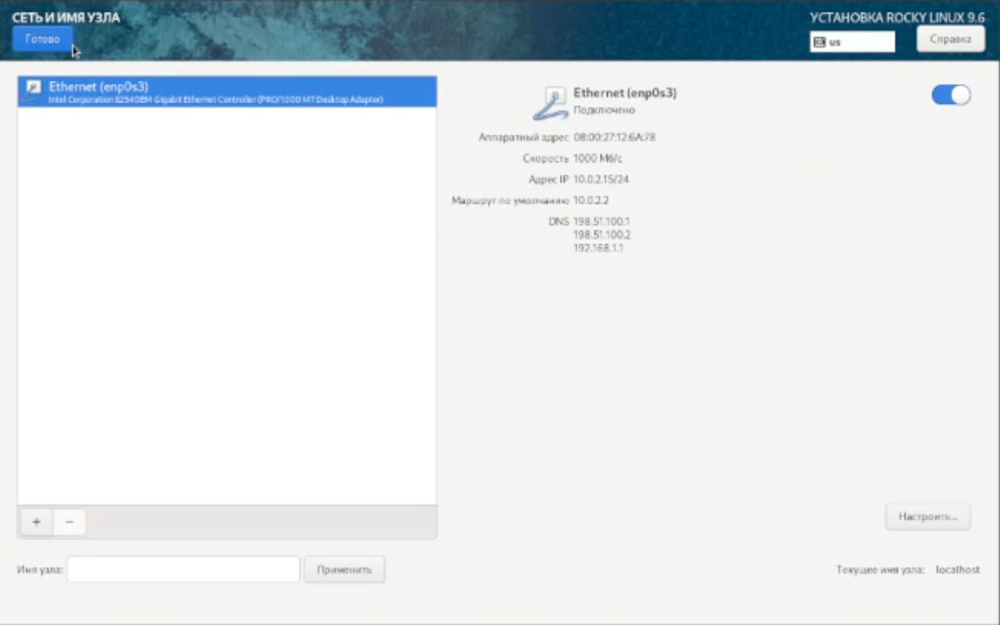 СЕТЬ И ИМЯ УЗЛА
Готово
УСТАНОВКА ROCKY LINUX 9.6
us
Справка
Ethernet (enp0s3)
Intel Corporation 82540EM Gigabit Ethernet Controller (PRO/1000 MT Desktop Adapter)
Ethernet (enp0s3)
Подключено
Аппаратный адрес 08:00:27:12:6A:78
Скорость 1000 Мб/с
Адрес IP 10.0.2.15/24
Маршрут по умолчанию 10.0.2.2
DNS 198.51.100.1
198.51.100.2
192.168.1.1
+ −
Настроить...
Имя узла:
Применить
Текущее имя узла: localhost